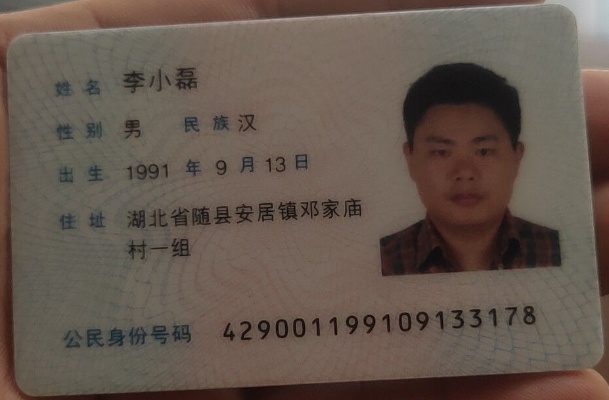 姓名 李小磊
性别 男 民族 汉
出生 1991 年 9 月 13 日
住址 湖北省随县安居镇邓家庙
村一组
公民身份号码 429001199109133178